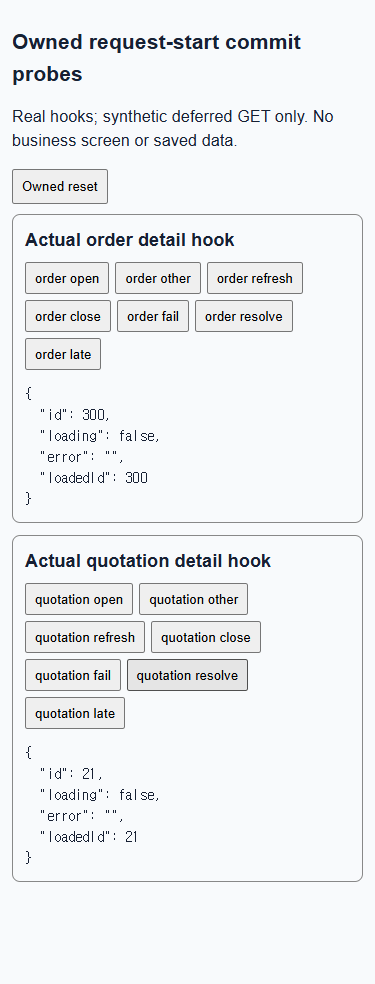 Owned request-start commit
probes
Real hooks; synthetic deferred GET only. No
business screen or saved data.
Owned reset
Actual order detail hook
order open order other order refresh
order close order fail order resolve
order late
{
"id": 300,
"loading": false,
"error": "",
"loadedId": 300
}
Actual quotation detail hook
quotation open quotation other
quotation refresh quotation close
quotation fail quotation resolve
quotation late
{
"id": 21,
"loading": false,
"error": "",
"loadedId": 21
}